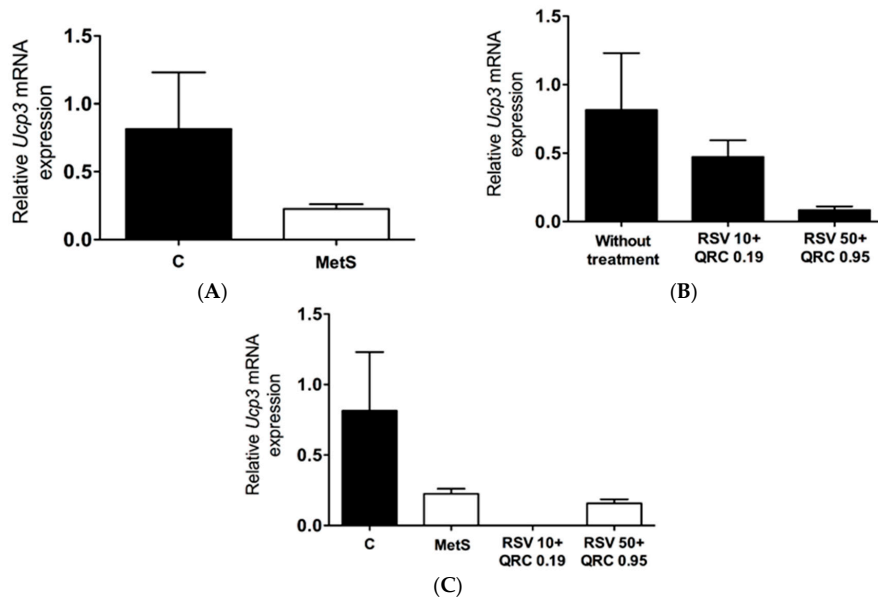 Relative Ucp3 mRNA
expression
1.5
1.0
0.5
0.0
C
MetS
(A)
Relative Ucp3 mRNA
expression
1.5
1.0
0.5
0.0
Without
treatment
RSV 10+
QRC 0.19
RSV 50+
QRC 0.95
(B)
Relative Ucp3 mRNA
expression
1.5
1.0
0.5
0.0
C
MetS
RSV 10+
QRC 0.19
RSV 50+
QRC 0.95
(C)